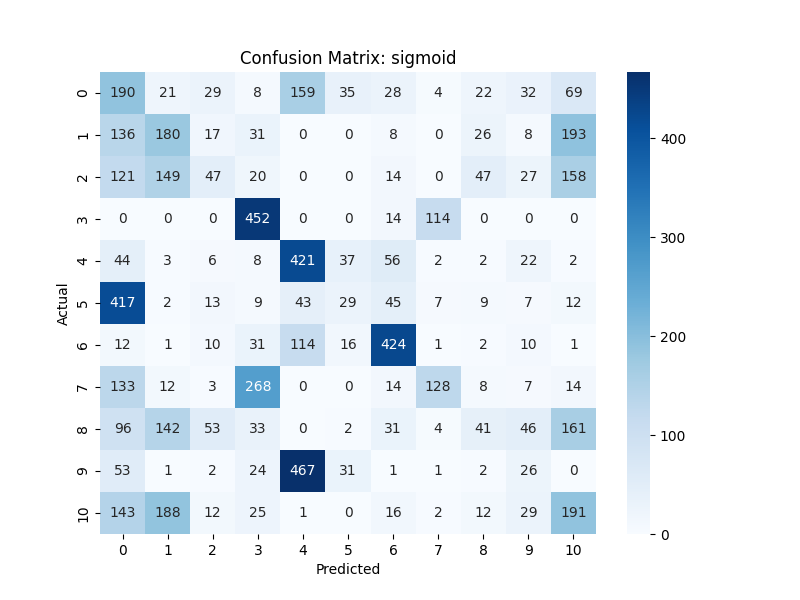 Confusion Matrix: sigmoid
0 190 21 29 8 159 35 28 4 22 32 69
1 136 180 17 31 0 0 8 0 26 8 193
2 121 149 47 20 0 0 14 0 47 27 158
3 0 0 0 452 0 0 14 114 0 0 0
4 44 3 6 8 421 37 56 2 2 22 2
5 417 2 13 9 43 29 45 7 9 7 12
6 12 1 10 31 114 16 424 1 2 10 1
7 133 12 3 268 0 0 14 128 8 7 14
8 96 142 53 33 0 2 31 4 41 46 161
9 53 1 2 24 467 31 1 1 2 26 0
10 143 188 12 25 1 0 16 2 12 29 191
0 1 2 3 4 5 6 7 8 9 10
Predicted
Actual
400
300
200
100
0